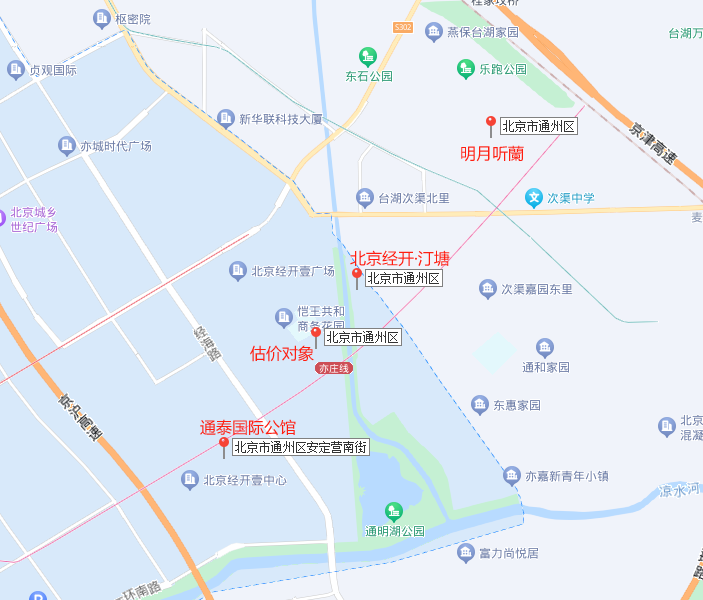 枢密院
桂家坟桥
S302
燕保台湖家园
台湖万
贞观国际
东石公园
乐跑公园
新华联科技大厦
北京市通州区
京津高速
亦城时代广场
明月听蘭
台湖次渠北里
次渠中学
北京城乡
世纪广场
麦
北京经开·汀塘
北京经开壹广场
北京市通州区
次渠嘉园东里
恺王共和
商务花园
经海路
北京市通州区
估价对象
亦庄线
通和家园
京沪高速
东惠家园
通泰国际公馆
北京
混凝
北京市通州区安定营南街
北京经开壹中心
亦嘉新青年小镇
凉水河
通明湖公园
富力尚悦居
环南路